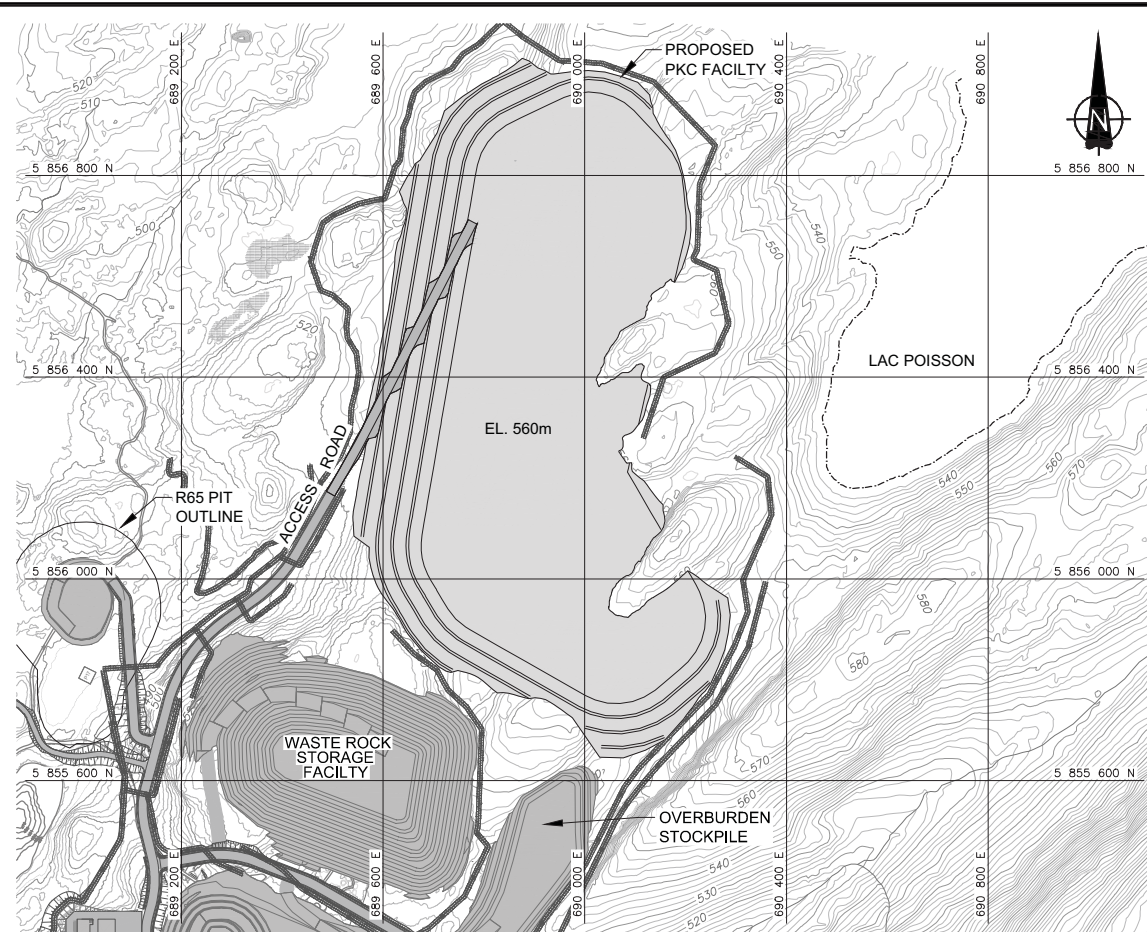 689 200 E
689 600 E
690 000 E
690 400 E
690 800 E
PROPOSED
PKC FACILTY
N
520
510
5 856 800 N
5 856 800 N
500
540
550
520
560
5 856 400 N
5 856 400 N
LAC POISSON
EL. 560m
ACCESS ROAD
R65 PIT
OUTLINE
540
550
560
570
5 856 000 N
580
5 856 000 N
580
500
WASTE ROCK
STORAGE
FACILTY
570
5 855 600 N
5 855 600 N
560
OVERBURDEN
STOCKPILE
540
530
520
689 200 E
689 600 E
690 000 E
690 400 E
690 800 E